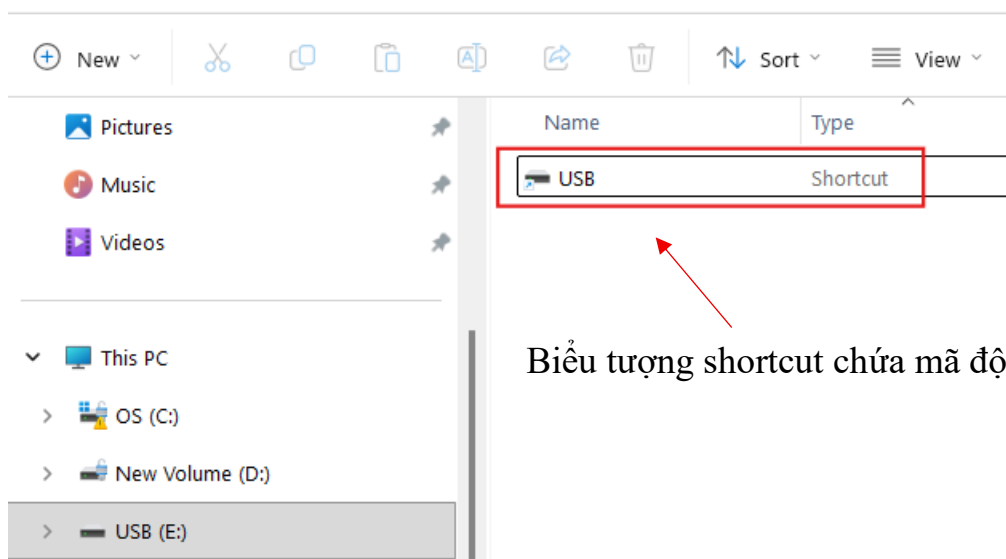 New
Sort
View
Pictures
Music
Videos
This PC
OS (C:)
New Volume (D:)
USB (E:)
Name Type
USB Shortcut
Biểu tượng shortcut chứa mã độ